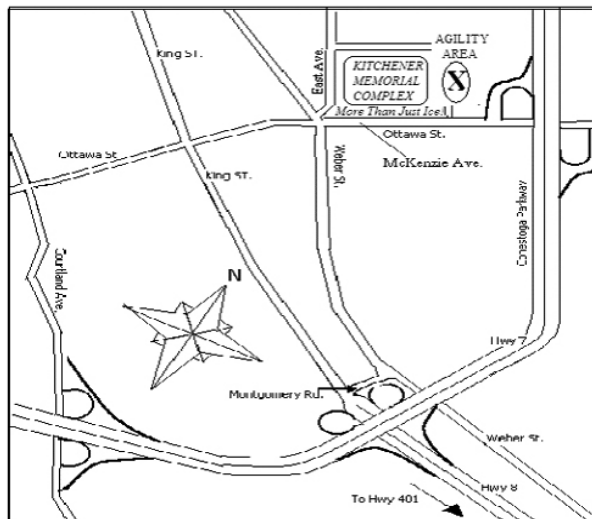 King ST.
East Ave.
AGILITY
AREA
KITCHENER
MEMORIAL
COMPLEX
X
More Than Just Ice
Ottawa St.
Ottawa St
McKenzie Ave.
King ST.
Weber St.
Conestoga Parkway
Courtland Ave.
N
Hwy 7
Montgomery Rd.
Weber St.
Hwy 8
To Hwy 401